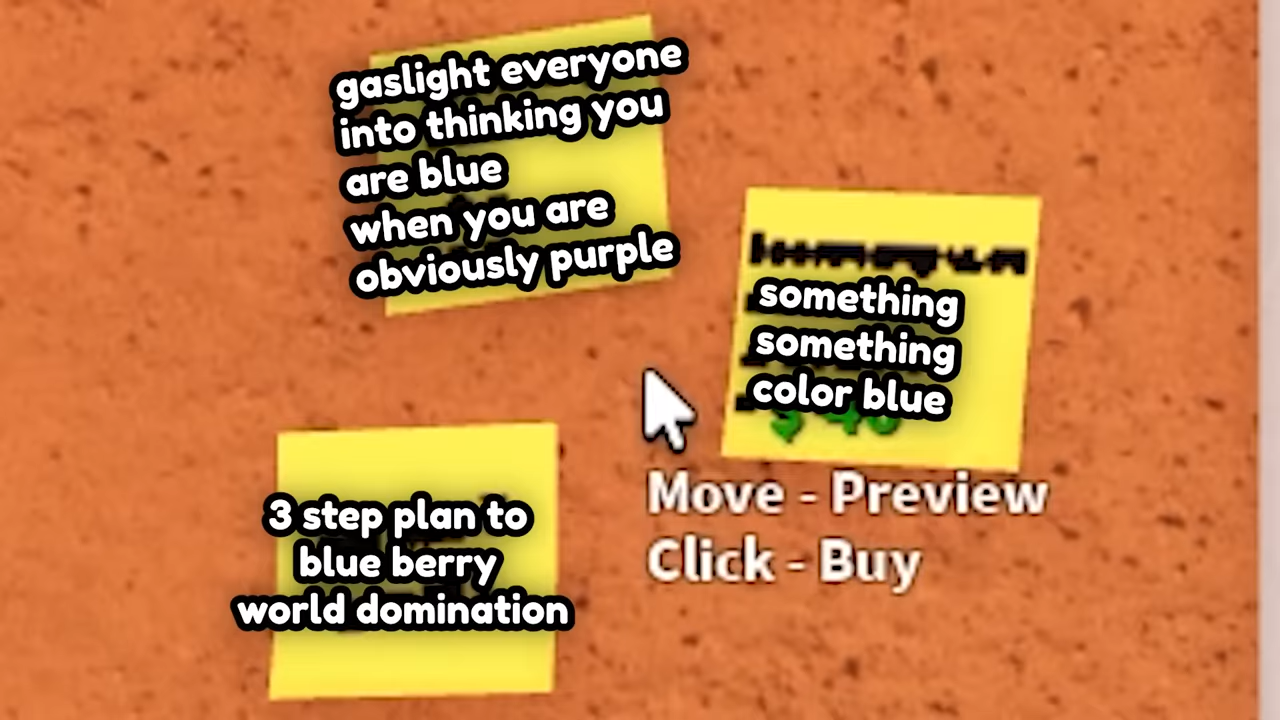 gaslight everyone
into thinking you
are blue
when you are
obviously purple
something
something
color blue
3 step plan to
blue berry
world domination
Move - Preview
Click - Buy